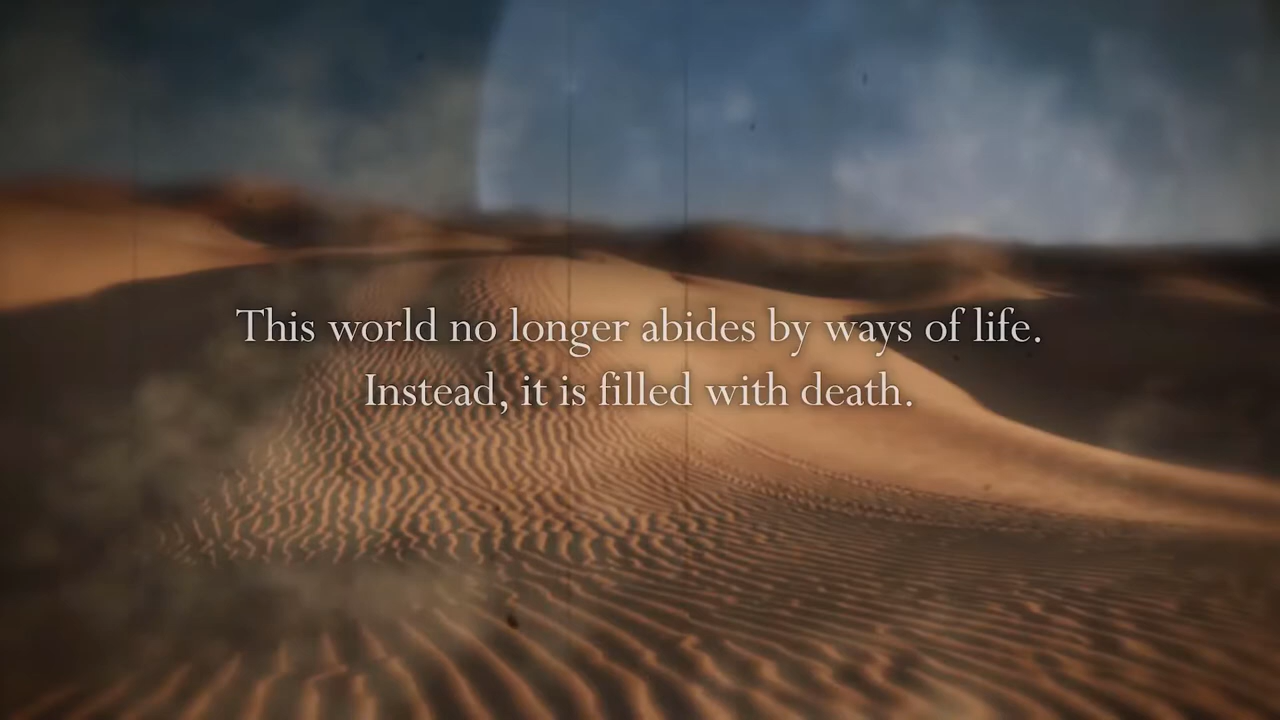 This world no longer abides by ways of life.
Instead, it is filled with death.